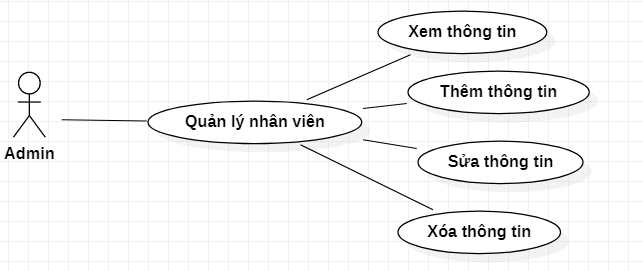 Xem thông tin
Thêm thông tin
Quản lý nhân viên
Admin
Sửa thông tin
Xóa thông tin